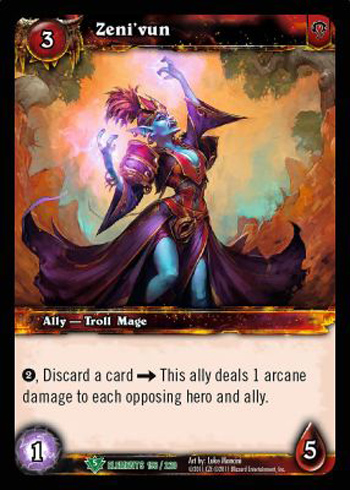 3 Zeni'vun
Ally — Troll Mage
2, Discard a card → This ally deals 1 arcane
damage to each opposing hero and ally.
1 ELEMENTS 5
Art by: Luke Mancini